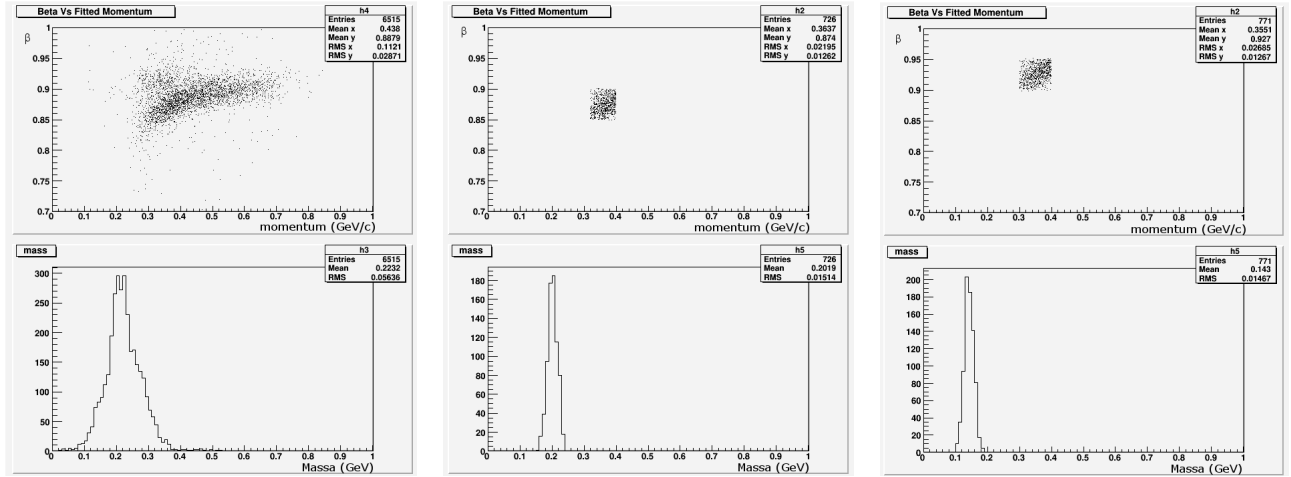 Beta Vs Fitted Momentum
h4
Entries 6515
Mean x 0.438
Mean y 0.8879
RMS x 0.1121
RMS y 0.02871
β
1
0.95
0.9
0.85
0.8
0.75
0.7
0 0.1 0.2 0.3 0.4 0.5 0.6 0.7 0.8 0.9 1
momentum (GeV/c)
Beta Vs Fitted Momentum
h2
Entries 726
Mean x 0.3637
Mean y 0.874
RMS x 0.02195
RMS y 0.01262
β
1
0.95
0.9
0.85
0.8
0.75
0.7
0 0.1 0.2 0.3 0.4 0.5 0.6 0.7 0.8 0.9 1
momentum (GeV/c)
Beta Vs Fitted Momentum
h2
Entries 771
Mean x 0.3551
Mean y 0.927
RMS x 0.02685
RMS y 0.01267
β
1
0.95
0.9
0.85
0.8
0.75
0.7
0 0.1 0.2 0.3 0.4 0.5 0.6 0.7 0.8 0.9 1
momentum (GeV/c)
mass
h3
Entries 6515
Mean 0.2232
RMS 0.05636
300
250
200
150
100
50
0
0 0.1 0.2 0.3 0.4 0.5 0.6 0.7 0.8 0.9 1
Massa (GeV)
mass
h5
Entries 726
Mean 0.2019
RMS 0.01514
180
160
140
120
100
80
60
40
20
0 0.1 0.2 0.3 0.4 0.5 0.6 0.7 0.8 0.9 1
Massa (GeV)
mass
h5
Entries 771
Mean 0.143
RMS 0.01467
200
180
160
140
120
100
80
60
40
20
0
0 0.1 0.2 0.3 0.4 0.5 0.6 0.7 0.8 0.9 1
Massa (GeV)